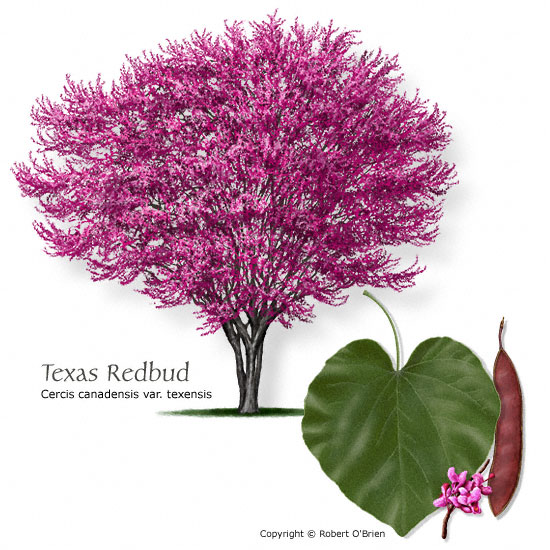 Texas Redbud
Cercis canadensis var. texensis
Copyright © Robert O'Brien